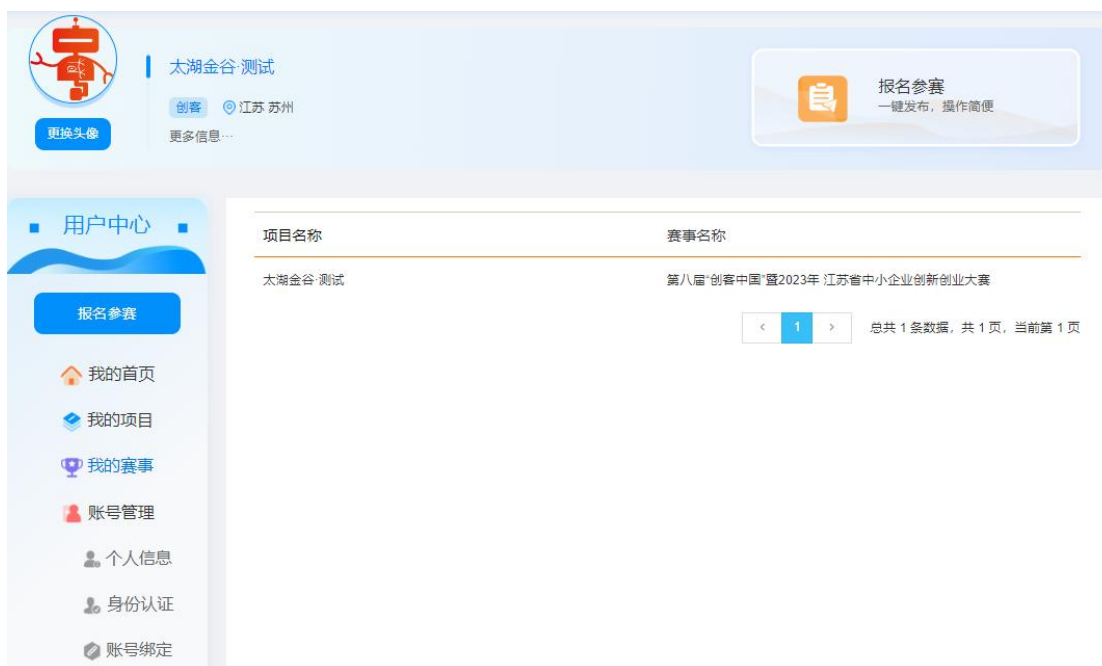 太湖金谷·测试
创客 江苏 苏州
更换头像
更多信息…
报名参赛
一键发布，操作简便
用户中心
报名参赛
我的首页
我的项目
我的赛事
账号管理
个人信息
身份认证
账号绑定
项目名称 赛事名称
太湖金谷·测试 第八届“创客中国”暨2023年 江苏省中小企业创新创业大赛
< 1 > 总共 1 条数据，共 1 页，当前第 1 页